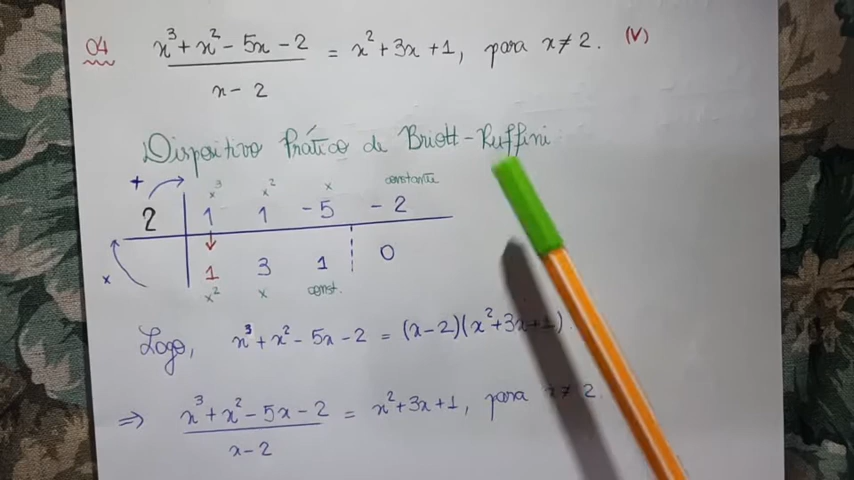 04 x³ + x² - 5x - 2 / x - 2 = x² + 3x + 1, para x ≠ 2. (V)
Dispositivo Prático de Briott-Ruffini
+ x³ x² x constante
2 1 1 -5 -2
x 1 3 1 0
x² x const.
Logo, x³ + x² - 5x - 2 = (x-2)(x² + 3x + 1).
⇒ x³ + x² - 5x - 2 / x - 2 = x² + 3x + 1, para x ≠ 2.